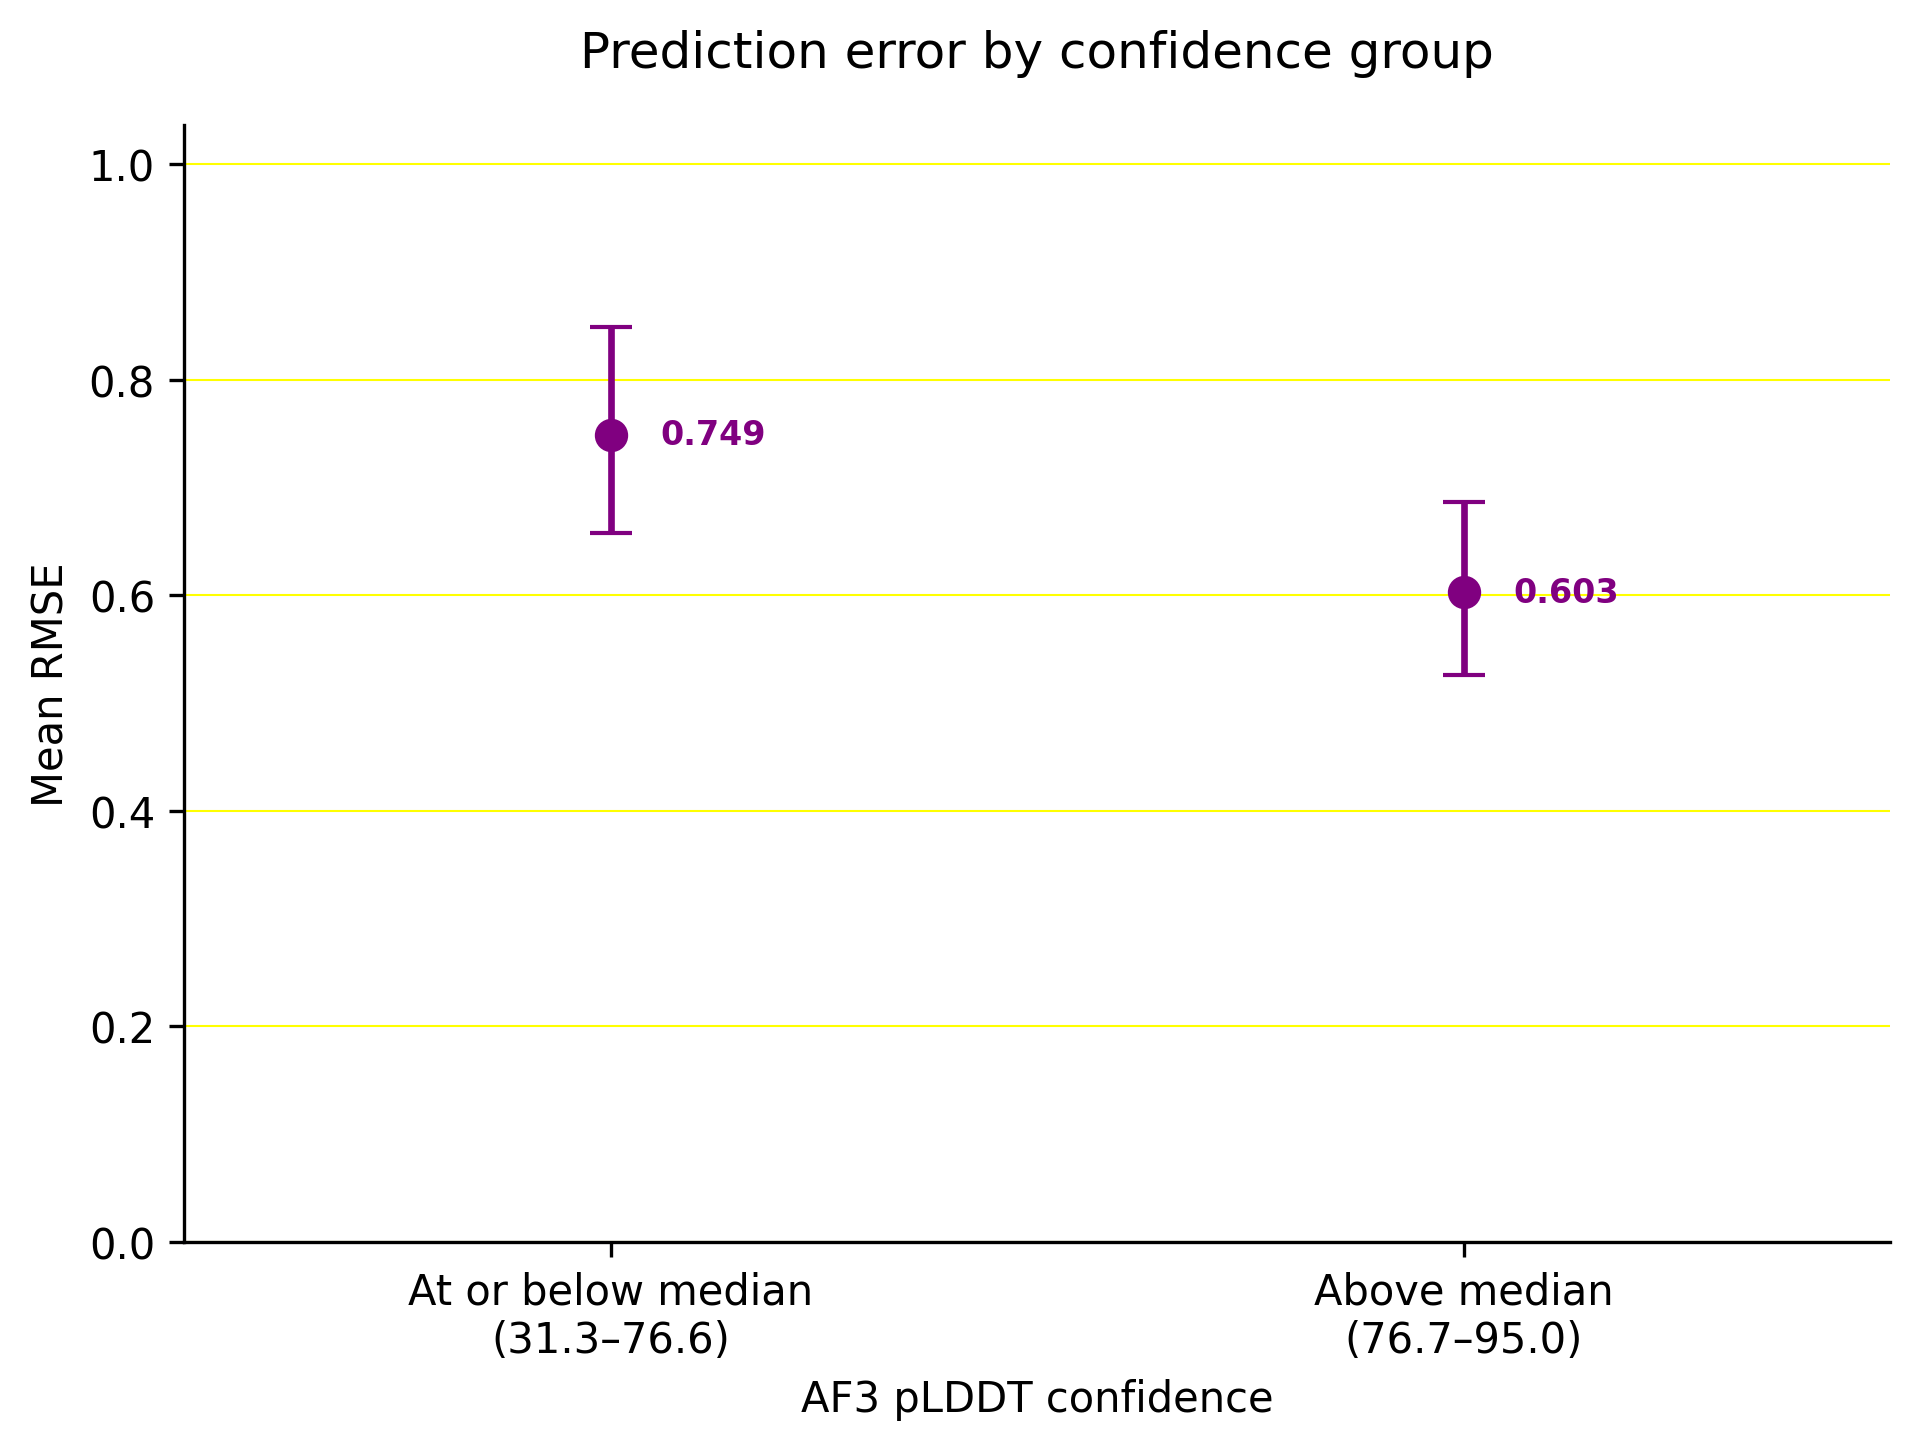 Prediction error by confidence group
1.0
0.8
0.6
0.4
0.2
0.0
Mean RMSE
0.749
0.603
At or below median
(31.3–76.6)
Above median
(76.7–95.0)
AF3 pLDDT confidence